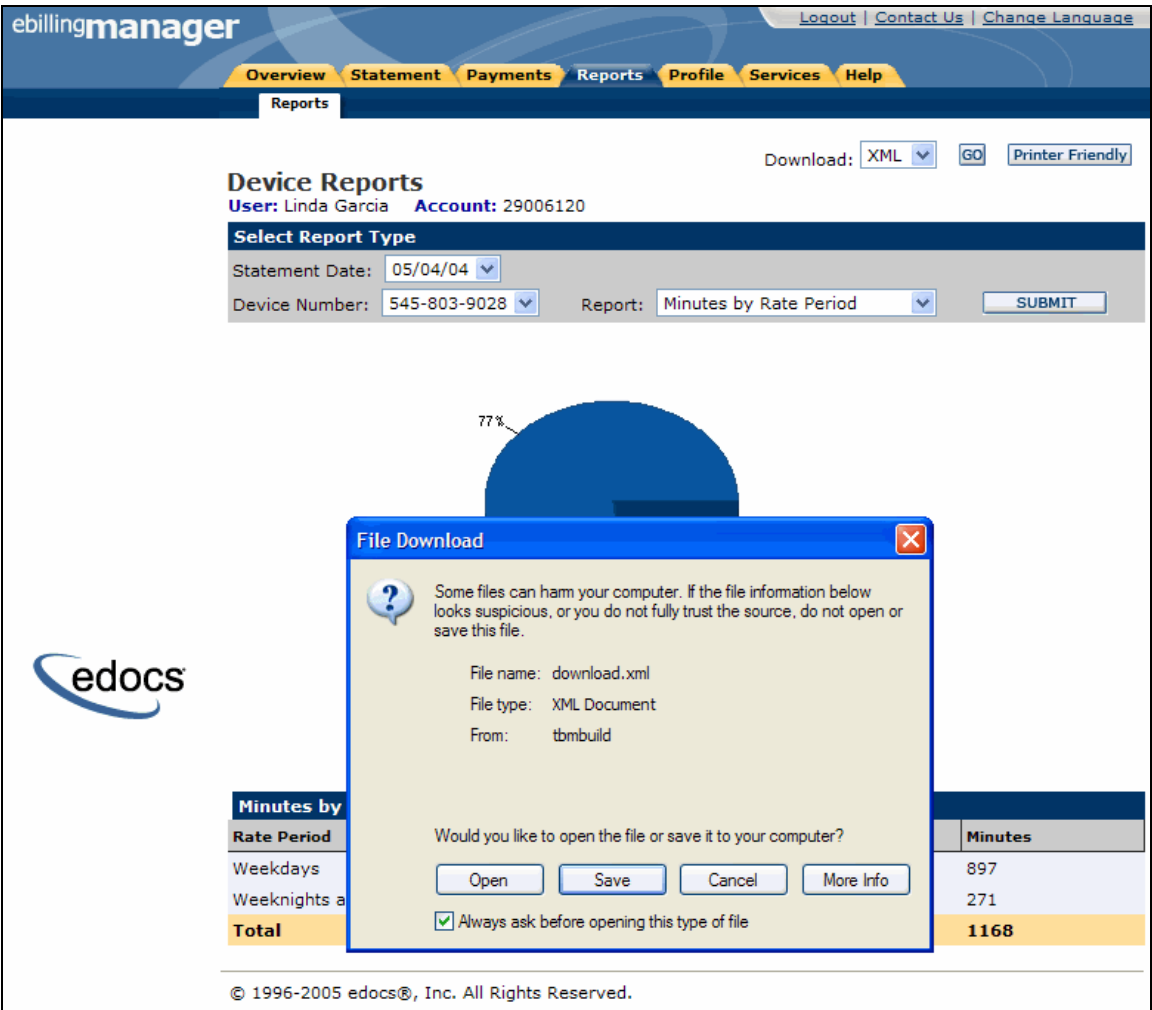 ebillingmanager
Logout | Contact Us | Change Language
Overview Statement Payments Reports Profile Services Help
Reports
Download: XML GO Printer Friendly
Device Reports
User: Linda Garcia Account: 29006120
Select Report Type
Statement Date: 05/04/04
Device Number: 545-803-9028 Report: Minutes by Rate Period SUBMIT
77%
File Download
Some files can harm your computer. If the file information below
looks suspicious, or you do not fully trust the source, do not open or
save this file.
File name: download.xml
File type: XML Document
From: tbmbuild
edocs
Would you like to open the file or save it to your computer?
Open Save Cancel More Info
Always ask before opening this type of file
Minutes by
Rate Period Minutes
Weekdays 897
Weeknights a 271
Total 1168
© 1996-2005 edocs®, Inc. All Rights Reserved.